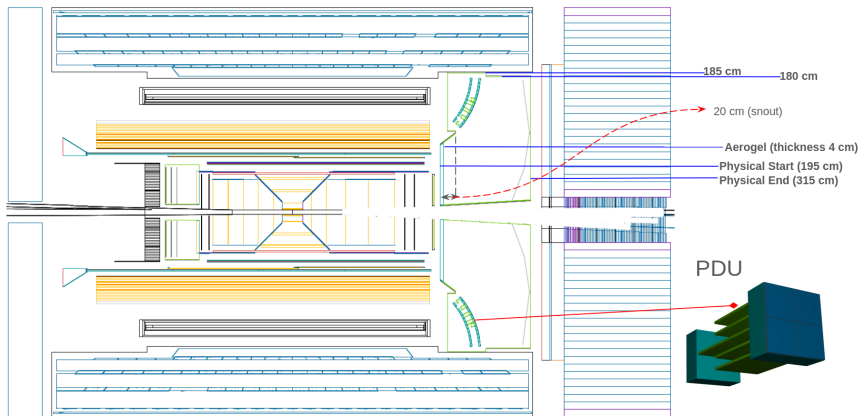 185 cm
180 cm
20 cm (snout)
Aerogel (thickness 4 cm)
Physical Start (195 cm)
Physical End (315 cm)
PDU